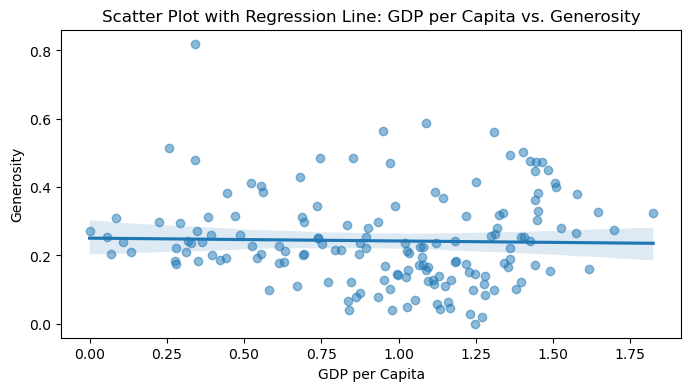 Scatter Plot with Regression Line: GDP per Capita vs. Generosity
0.8
0.6
0.4
0.2
0.0
Generosity
0.00 0.25 0.50 0.75 1.00 1.25 1.50 1.75
GDP per Capita